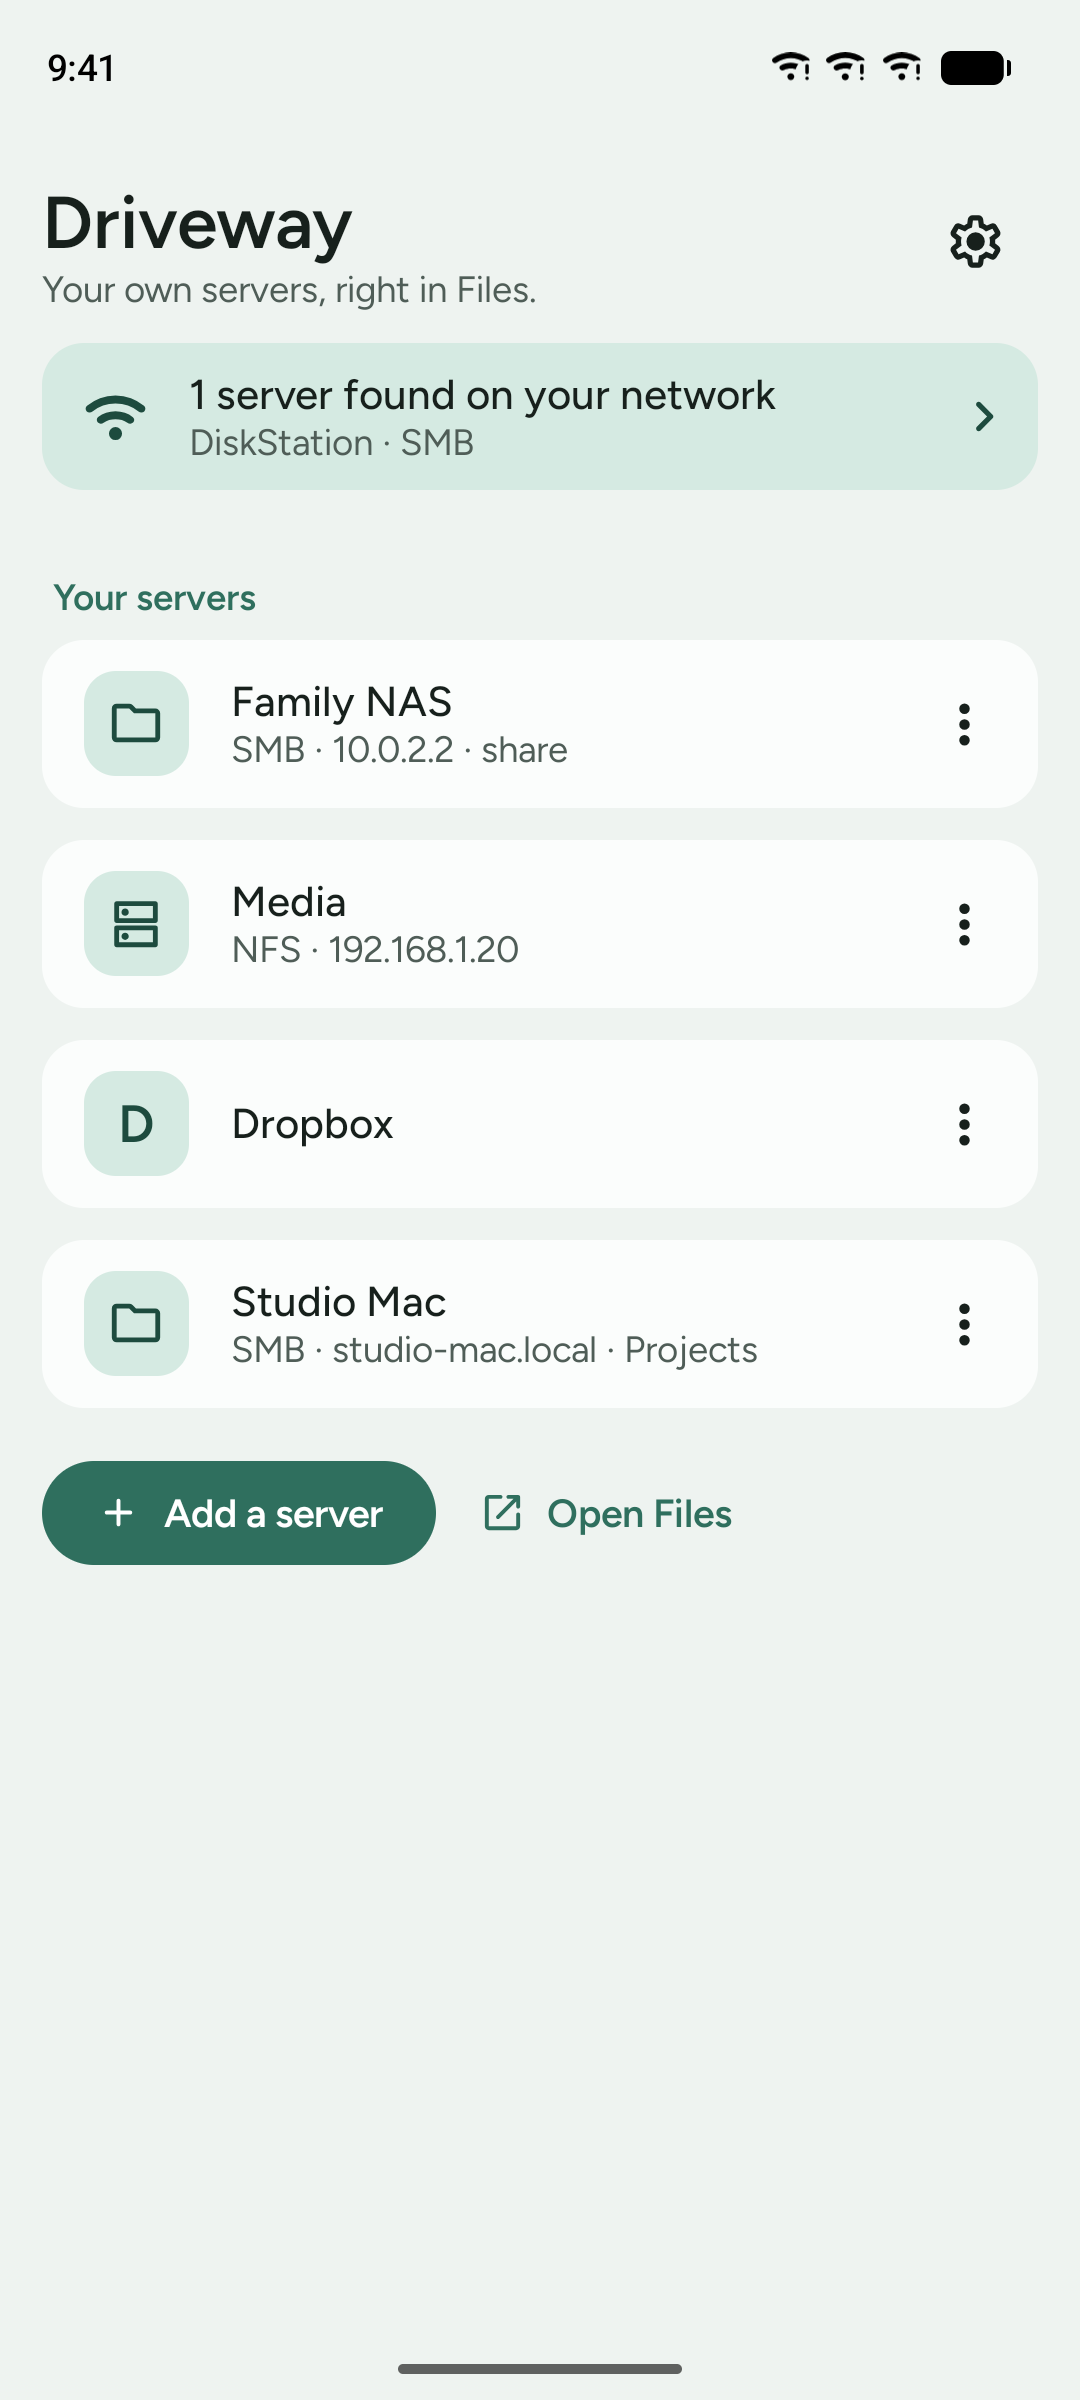 9:41
Driveway
Your own servers, right in Files.
1 server found on your network
DiskStation · SMB
Your servers
Family NAS
SMB · 10.0.2.2 · share
Media
NFS · 192.168.1.20
D
Dropbox
Studio Mac
SMB · studio-mac.local · Projects
Add a server
Open Files